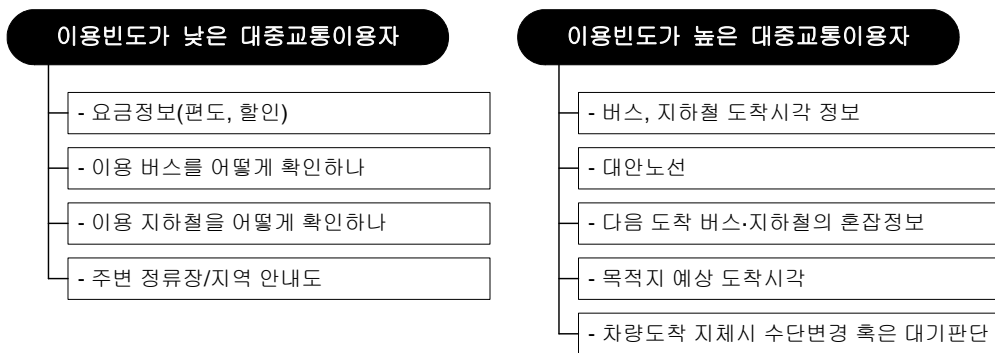 이용빈도가 낮은 대중교통이용자
- 요금정보(편도, 할인)
- 이용 버스를 어떻게 확인하나
- 이용 지하철을 어떻게 확인하나
- 주변 정류장/지역 안내도
이용빈도가 높은 대중교통이용자
- 버스, 지하철 도착시각 정보
- 대안노선
- 다음 도착 버스·지하철의 혼잡정보
- 목적지 예상 도착시각
- 차량도착 지체시 수단변경 혹은 대기판단